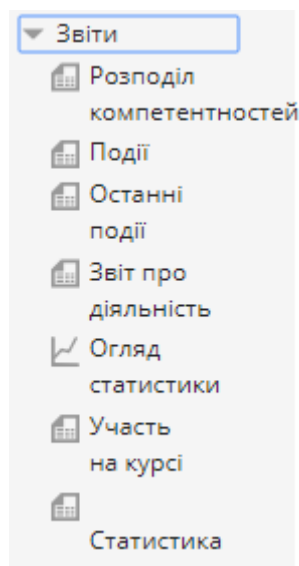 Звіти
Розподіл
компетентностей
Події
Останні
події
Звіт про
діяльність
Огляд
статистики
Участь
на курсі
Статистика